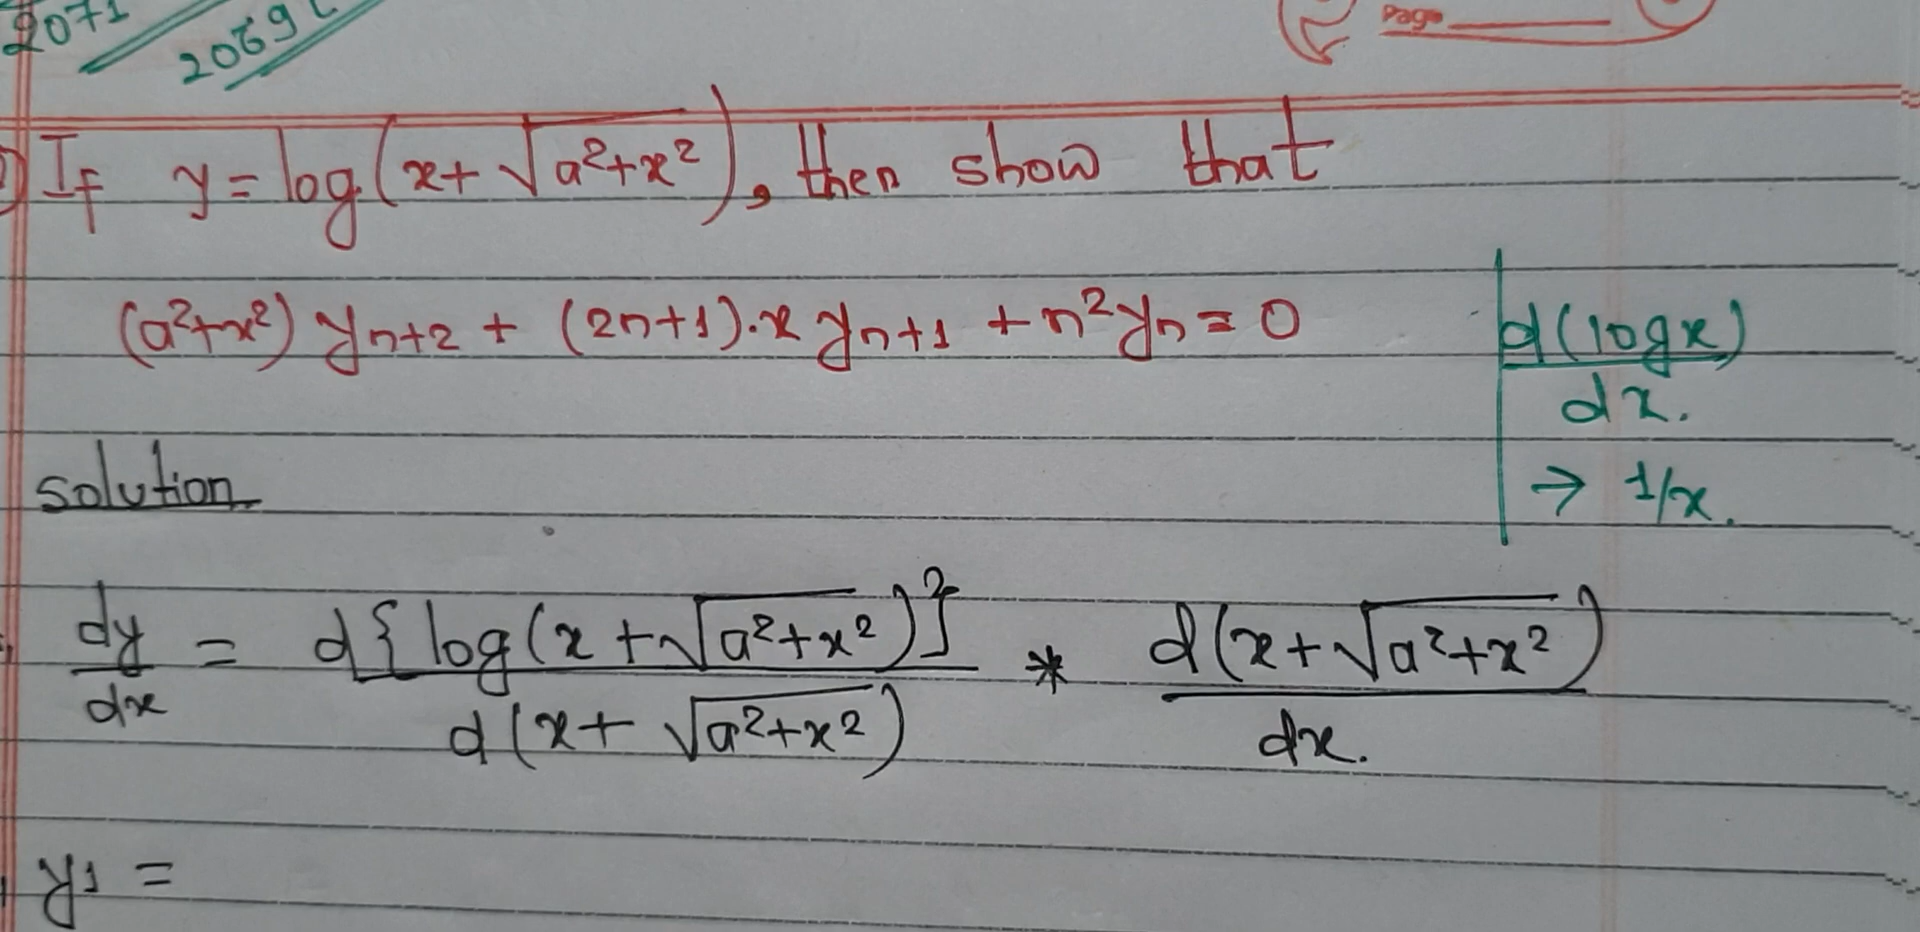 2071
2069
Page
If y = log(x + √(a²+x²)), then show that
(a²+x²) yn+2 + (2n+1).x yn+1 + n²yn = 0
d(logx)
dx.
→ 1/x.
solution
dy/dx = d{log(x + √(a²+x²))}/d(x + √(a²+x²)) * d(x + √(a²+x²))/dx.
y1 =